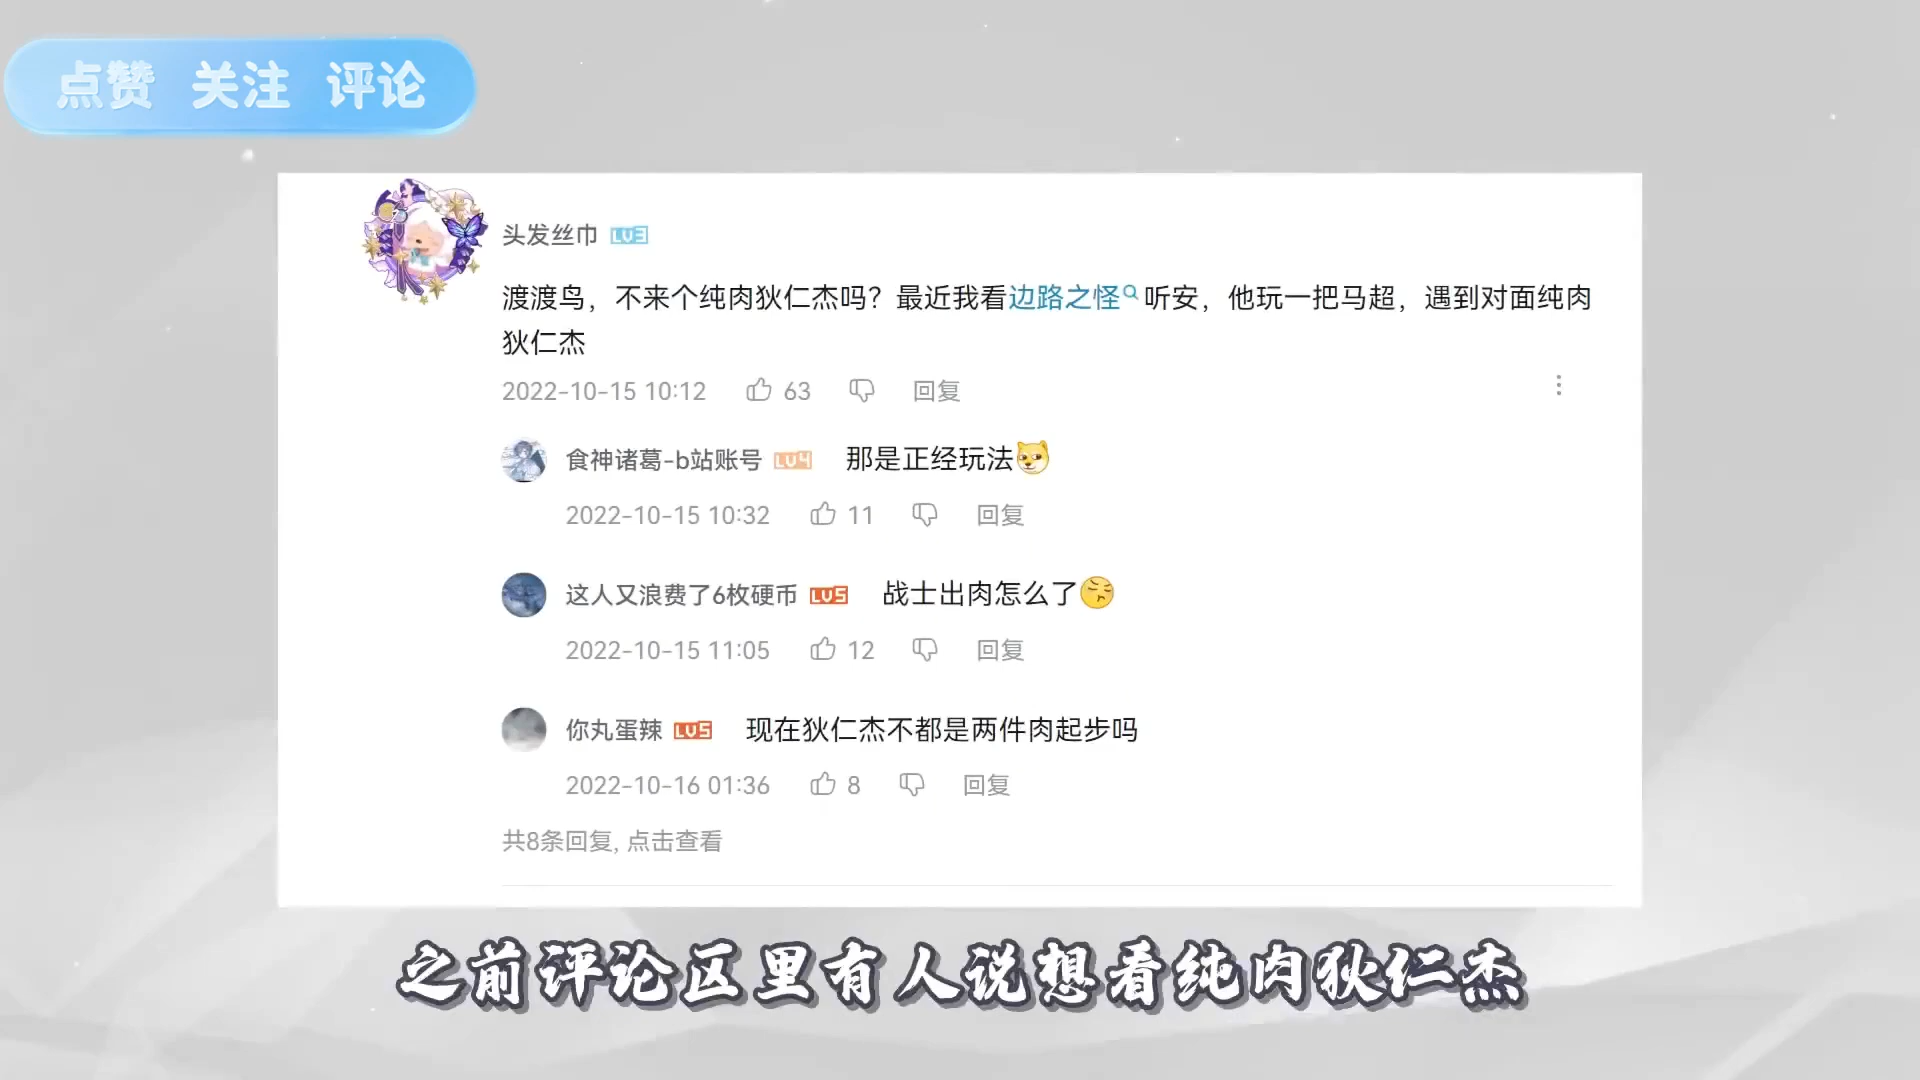 点赞 关注 评论
头发丝巾 LV3
渡渡鸟，不来个纯肉狄仁杰吗？最近我看边路之怪听安，他玩一把马超，遇到对面纯肉
狄仁杰
2022-10-15 10:12 63 回复
食神诸葛-b站账号 LV4 那是正经玩法
2022-10-15 10:32 11 回复
这人又浪费了6枚硬币 LV5 战士出肉怎么了
2022-10-15 11:05 12 回复
你丸蛋辣 LV5 现在狄仁杰不都是两件肉起步吗
2022-10-16 01:36 8 回复
共8条回复, 点击查看
之前评论区里有人说想看纯肉狄仁杰